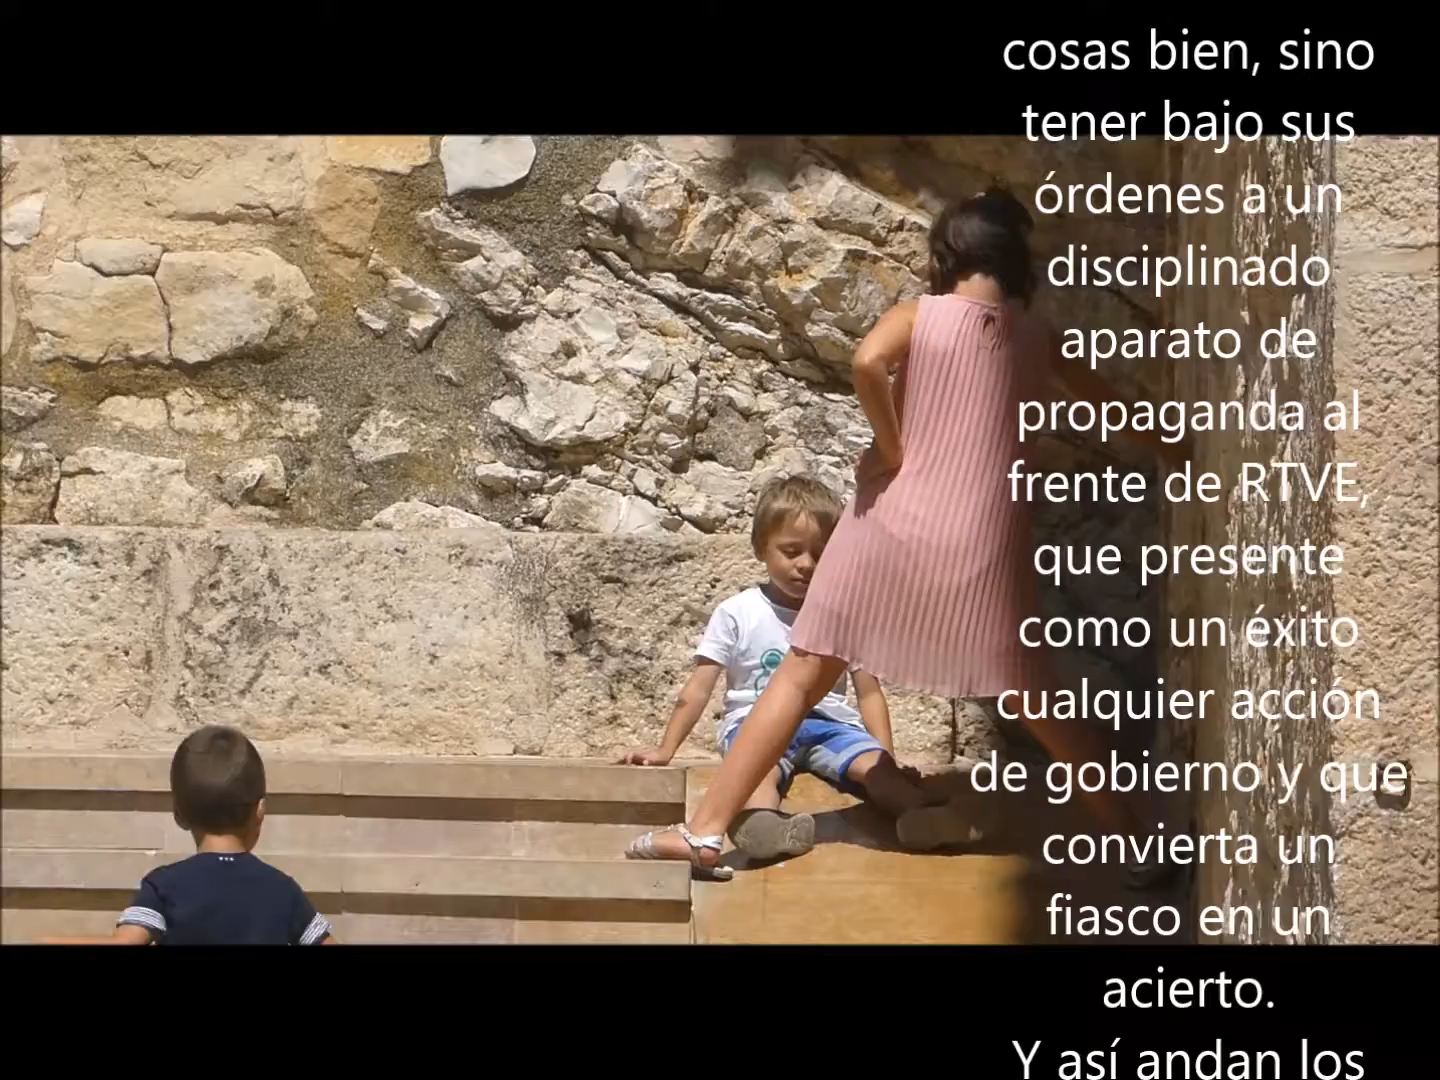 cosas bien, sino
tener bajo sus
órdenes a un
disciplinado
aparato de
propaganda al
frente de RTVE,
que presente
como un éxito
cualquier acción
de gobierno y que
convierta un
fiasco en un
acierto.
Y así andan los